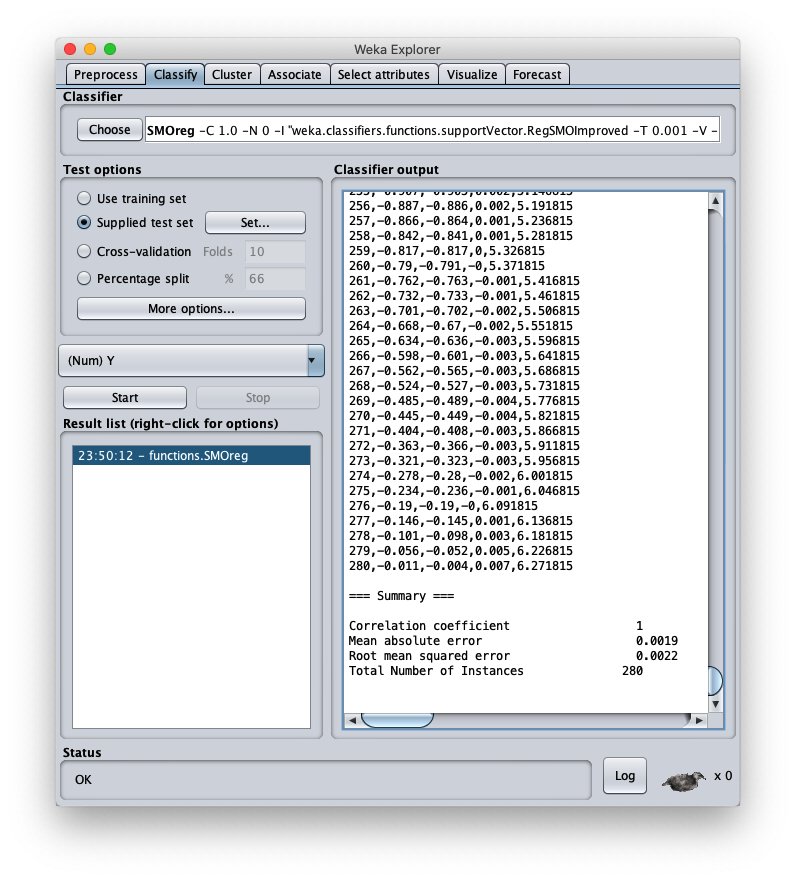 Weka Explorer
Preprocess Classify Cluster Associate Select attributes Visualize Forecast
Classifier
Choose SMOreg -C 1.0 -N 0 -I "weka.classifiers.functions.supportVector.RegSMOImproved -T 0.001 -V -
Test options
Use training set
Supplied test set Set...
Cross-validation Folds 10
Percentage split % 66
More options...
(Num) Y
Start Stop
Result list (right-click for options)
23:50:12 - functions.SMOreg
Classifier output
256,-0.887,-0.886,0.002,5.191815
257,-0.866,-0.864,0.001,5.236815
258,-0.842,-0.841,0.001,5.281815
259,-0.817,-0.817,0,5.326815
260,-0.79,-0.791,-0,5.371815
261,-0.762,-0.763,-0.001,5.416815
262,-0.732,-0.733,-0.001,5.461815
263,-0.701,-0.702,-0.002,5.506815
264,-0.668,-0.67,-0.002,5.551815
265,-0.634,-0.636,-0.003,5.596815
266,-0.598,-0.601,-0.003,5.641815
267,-0.562,-0.565,-0.003,5.686815
268,-0.524,-0.527,-0.003,5.731815
269,-0.485,-0.489,-0.004,5.776815
270,-0.445,-0.449,-0.004,5.821815
271,-0.404,-0.408,-0.003,5.866815
272,-0.363,-0.366,-0.003,5.911815
273,-0.321,-0.323,-0.003,5.956815
274,-0.278,-0.28,-0.002,6.001815
275,-0.234,-0.236,-0.001,6.046815
276,-0.19,-0.19,-0,6.091815
277,-0.146,-0.145,0.001,6.136815
278,-0.101,-0.098,0.003,6.181815
279,-0.056,-0.052,0.005,6.226815
280,-0.011,-0.004,0.007,6.271815
=== Summary ===
Correlation coefficient 1
Mean absolute error 0.0019
Root mean squared error 0.0022
Total Number of Instances 280
Status
OK
Log x 0